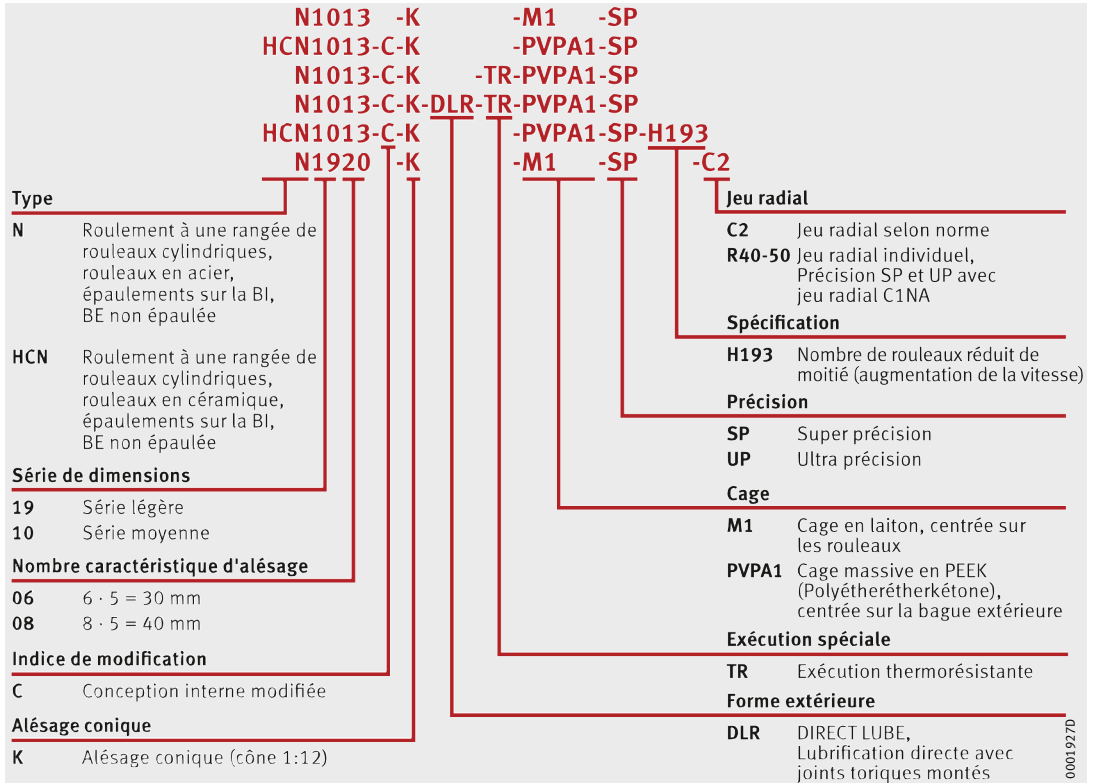 N1013 -K -M1 -SP
HCN1013-C-K -PVPA1-SP
N1013-C-K -TR-PVPA1-SP
N1013-C-K-DLR-TR-PVPA1-SP
HCN1013-C-K -PVPA1-SP-H193
N1920 -K -M1 -SP -C2
Type
N Roulement à une rangée de
rouleaux cylindriques,
rouleaux en acier,
épaulements sur la BI,
BE non épaulée
HCN Roulement à une rangée de
rouleaux cylindriques,
rouleaux en céramique,
épaulements sur la BI,
BE non épaulée
Série de dimensions
19 Série légère
10 Série moyenne
Nombre caractéristique d'alésage
06 6 · 5 = 30 mm
08 8 · 5 = 40 mm
Indice de modification
C Conception interne modifiée
Alésage conique
K Alésage conique (cône 1:12)
Jeu radial
C2 Jeu radial selon norme
R40-50 Jeu radial individuel,
Précision SP et UP avec
jeu radial C1NA
Spécification
H193 Nombre de rouleaux réduit de
moitié (augmentation de la vitesse)
Précision
SP Super précision
UP Ultra précision
Cage
M1 Cage en laiton, centrée sur
les rouleaux
PVPA1 Cage massive en PEEK
(Polyétherétherkétone),
centrée sur la bague extérieure
Exécution spéciale
TR Exécution thermorésistante
Forme extérieure
DLR DIRECT LUBE,
Lubrification directe avec
joints toriques montés
0001927D